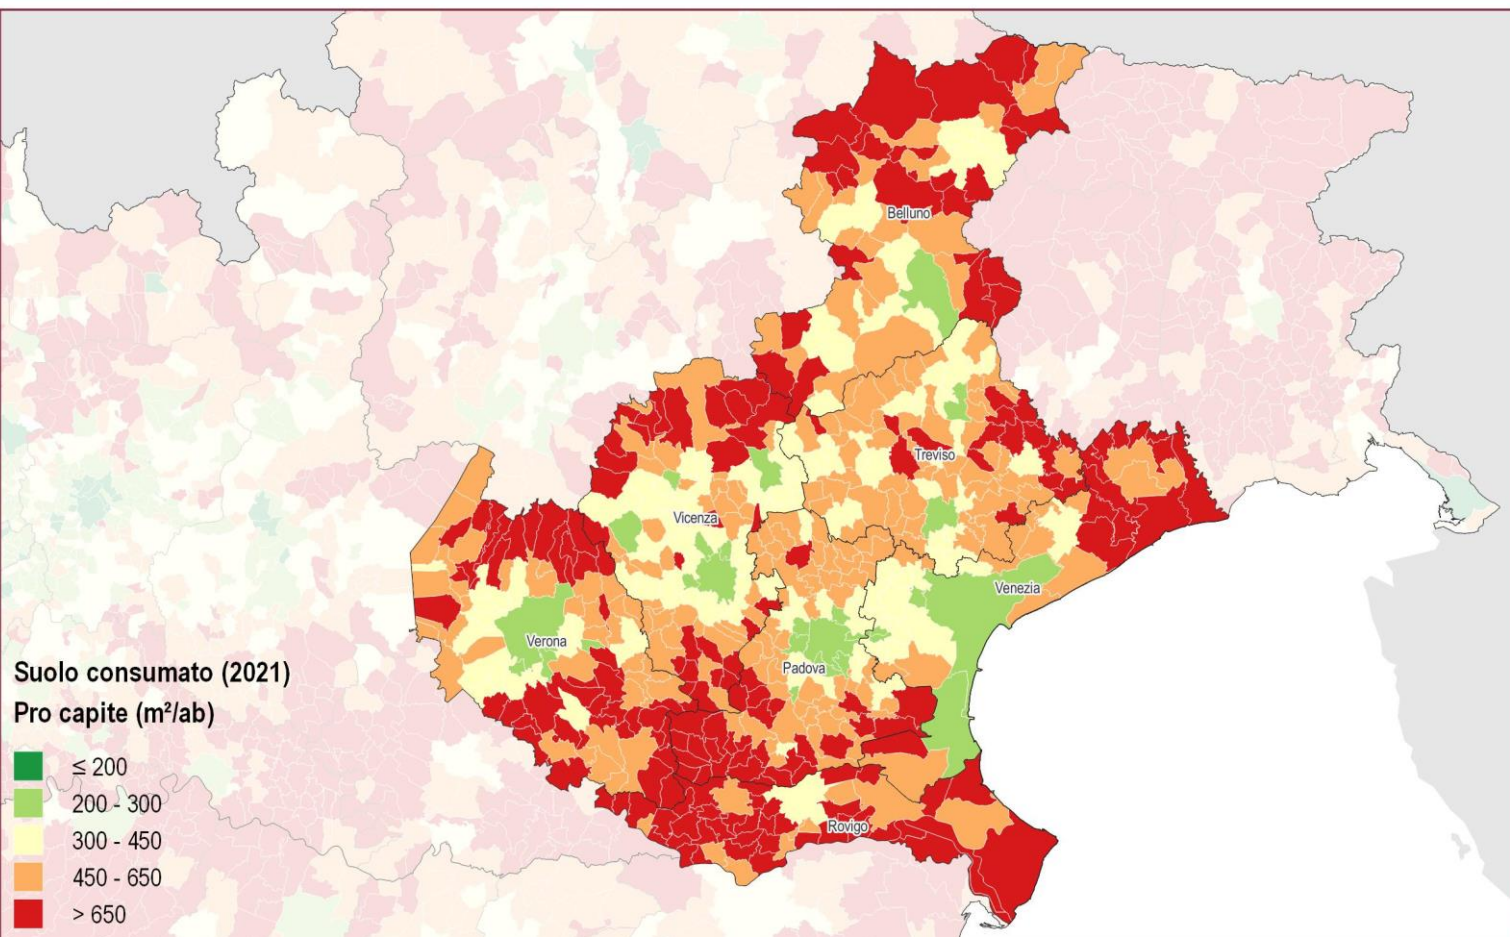 Belluno
Treviso
Vicenza
Venezia
Verona
Padova
Rovigo
Suolo consumato (2021)
Pro capite (m²/ab)
≤ 200
200 - 300
300 - 450
450 - 650
> 650